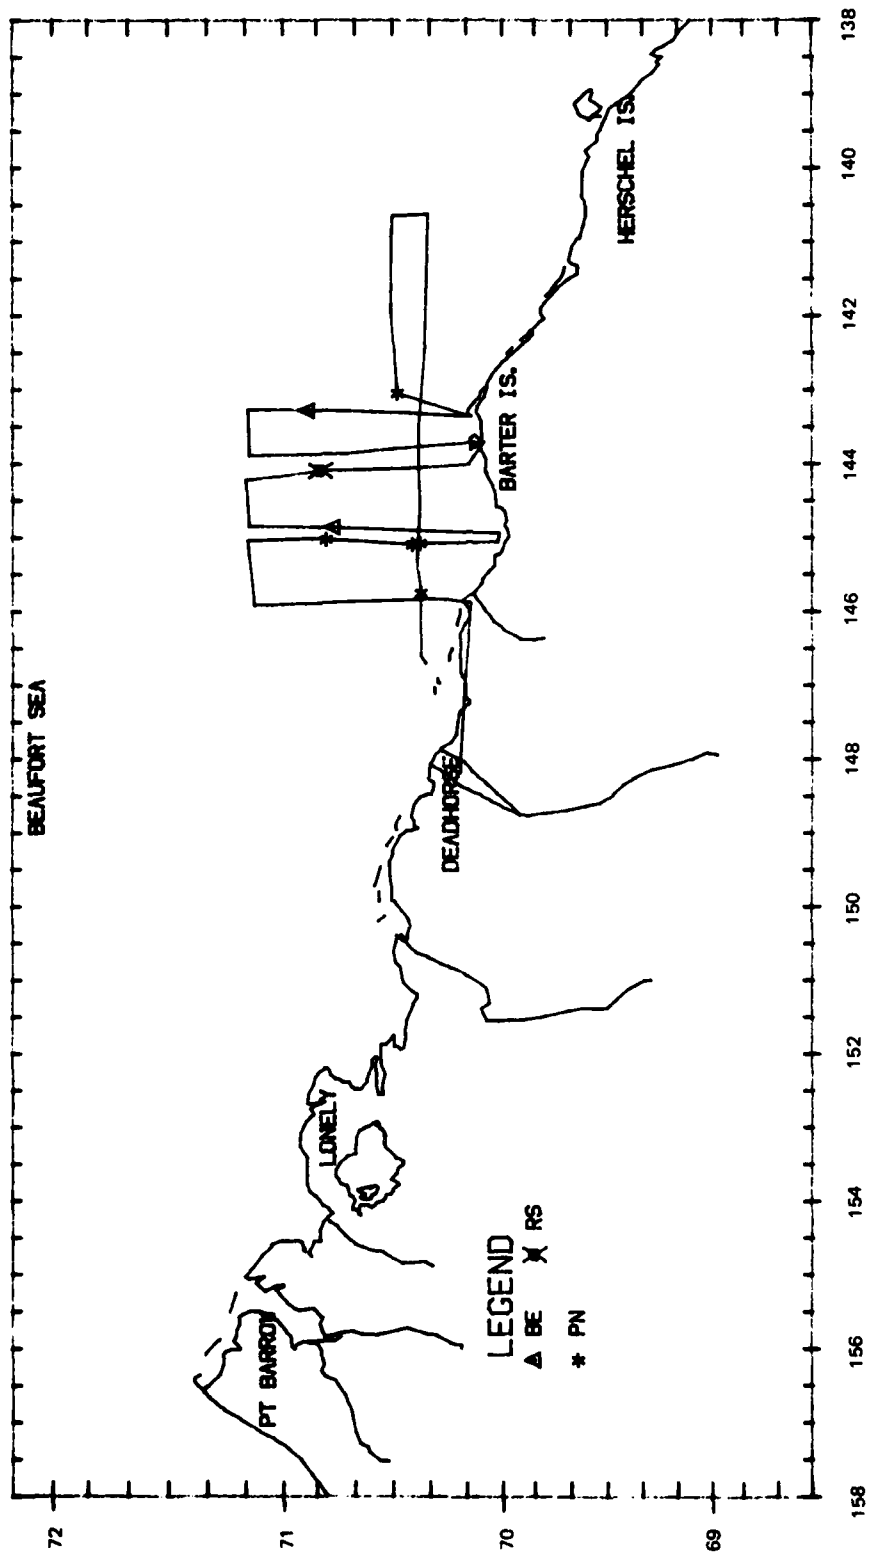 BEAUFORT SEA
72
71
70
69
158
156
154
152
150
148
146
144
142
140
138
PT BARROW
LONELY
DEADHORSE
BARTER IS.
HERSCHEL IS.
LEGEND
BE
RS
PN